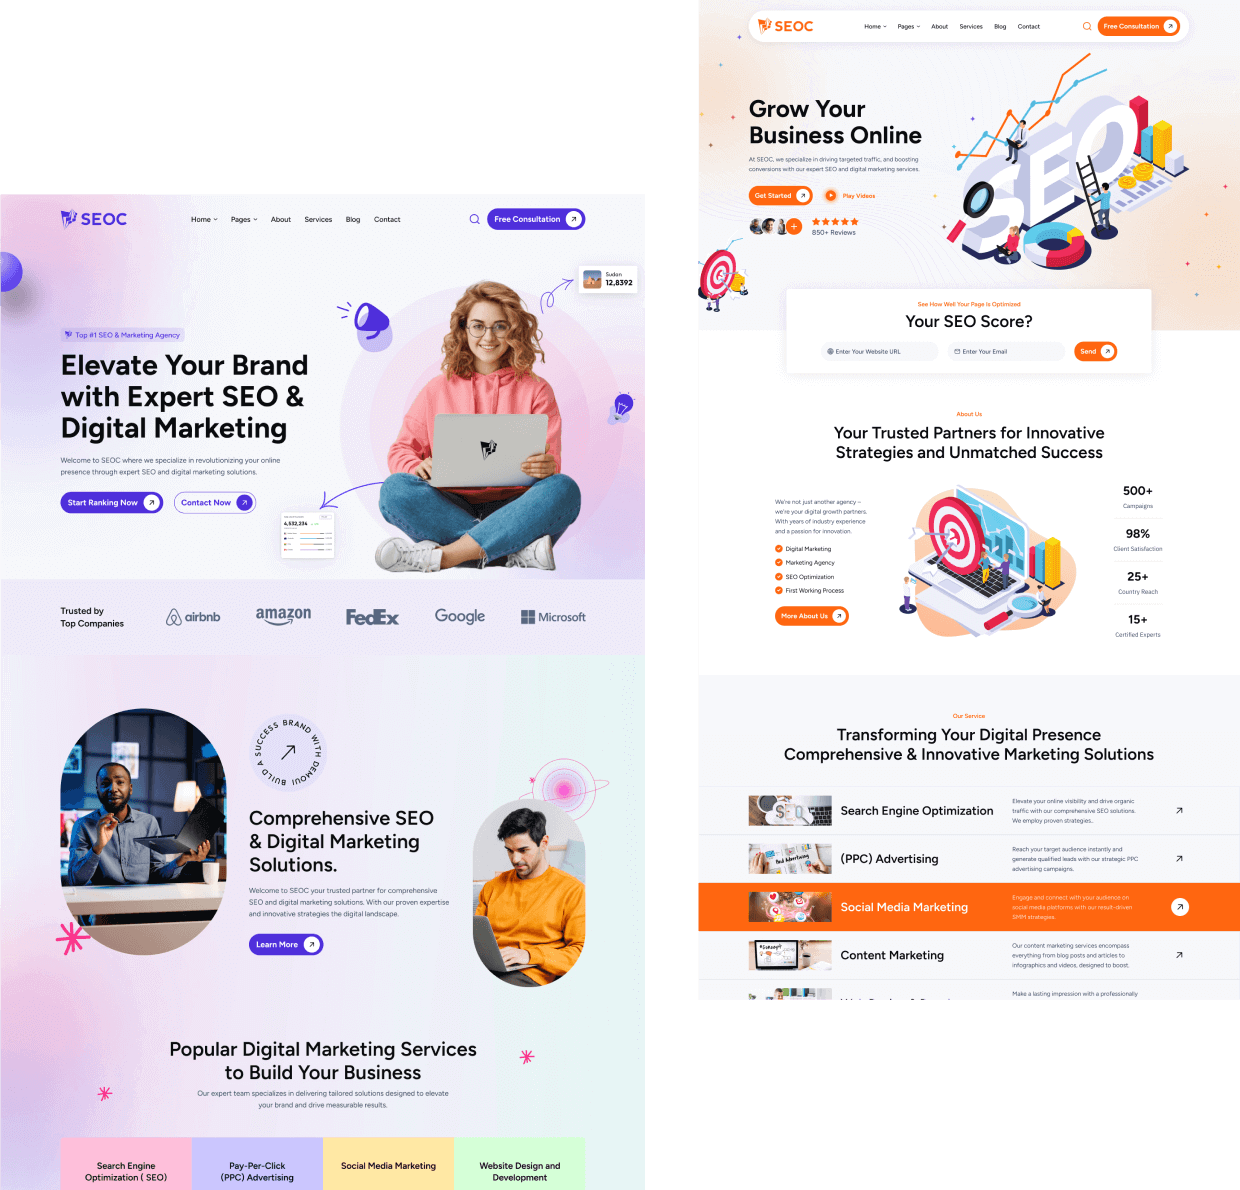 SEOC
Home
Pages
About
Services
Blog
Contact
Free Consultation
Top #1 SEO & Marketing Agency
Elevate Your Brand
with Expert SEO &
Digital Marketing
Welcome to SEOC where we specialize in revolutionizing your online
presence through expert SEO and digital marketing solutions.
Start Ranking Now
Contact Now
Sudan
12,8392
4,532,234
Trusted by
Top Companies
airbnb
amazon
FedEx
Google
Microsoft
BUILD A SUCCESS BRAND WITH DEMOUI
Comprehensive SEO
& Digital Marketing
Solutions.
Welcome to SEOC your trusted partner for comprehensive
SEO and digital marketing solutions. With our proven expertise
and innovative strategies the digital landscape.
Learn More
Popular Digital Marketing Services
to Build Your Business
Our expert team specializes in delivering tailored solutions designed to elevate
your brand and drive measurable results.
Search Engine
Optimization ( SEO)
Pay-Per-Click
(PPC) Advertising
Social Media Marketing
Website Design and
Development
SEOC
Home
Pages
About
Services
Blog
Contact
Free Consultation
Grow Your
Business Online
At SEOC, we specialize in driving targeted traffic, and boosting
conversions with our expert SEO and digital marketing services.
Get Started
Play Videos
850+ Reviews
SEO
See How Well Your Page Is Optimized
Your SEO Score?
Enter Your Website URL
Enter Your Email
Send
About Us
Your Trusted Partners for Innovative
Strategies and Unmatched Success
We're not just another agency –
we're your digital growth partners.
With years of industry experience
and a passion for innovation.
Digital Marketing
Marketing Agency
SEO Optimization
First Working Process
More About Us
500+
Campaigns
98%
Client Satisfaction
25+
Country Reach
15+
Certified Experts
Our Service
Transforming Your Digital Presence
Comprehensive & Innovative Marketing Solutions
SEO
Search Engine Optimization
Elevate your online visibility and drive organic
traffic with our comprehensive SEO solutions.
We employ proven strategies.
Paid Advertising
(PPC) Advertising
Reach your target audience instantly and
generate qualified leads with our strategic PPC
advertising campaigns.
Social Media Marketing
Engage and connect with your audience on
social media platforms with our result-driven
SMM strategies.
Content Marketing
Our content marketing services encompass
everything from blog posts and articles to
infographics and videos, designed to boost.
Make a lasting impression with a professionally